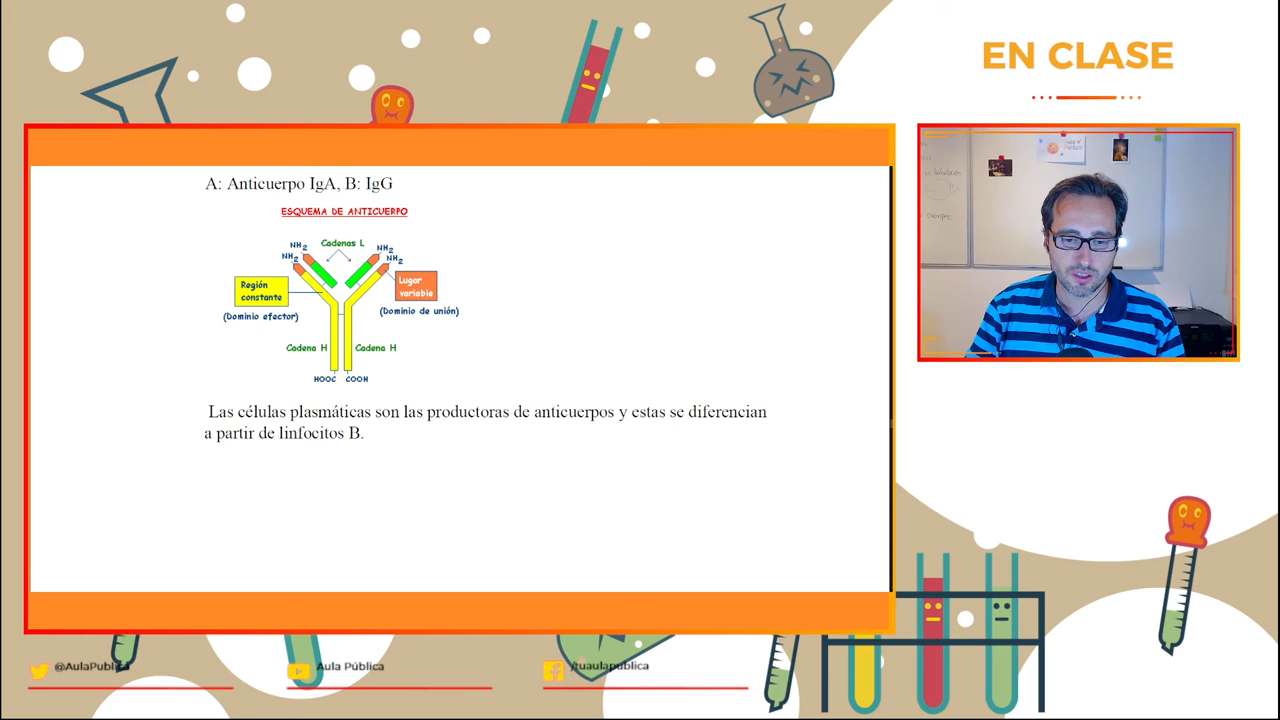 EN CLASE
A: Anticuerpo IgA, B: IgG
ESQUEMA DE ANTICUERPO
NH2
Cadenas L
NH2
NH2
NH2
Región
constante
Lugar
variable
(Dominio efector)
(Dominio de unión)
Cadena H
Cadena H
HOOC
COOH
Las células plasmáticas son las productoras de anticuerpos y estas se diferencian
a partir de linfocitos B.
@AulaPublica
Aula Pública
/tuaulapublica